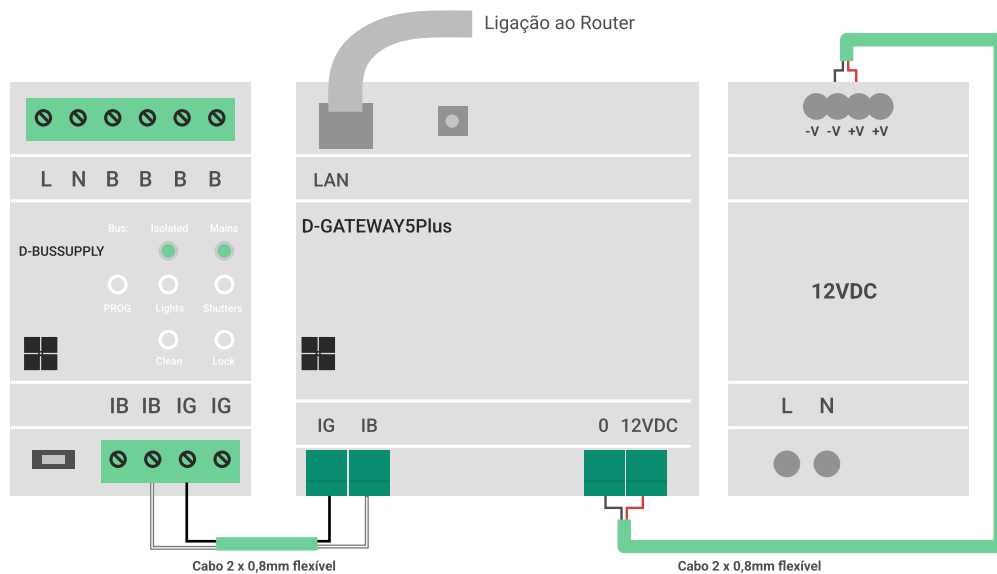 Ligação ao Router
-V -V +V +V
L N B B B B
LAN
Bus: Isolated Mains
D-BUSSUPPLY
D-GATEWAY5Plus
PROG Lights Shutters
12VDC
Clean Lock
IB IB IG IG
IG IB
0 12VDC
L N
Cabo 2 x 0,8mm flexível
Cabo 2 x 0,8mm flexível